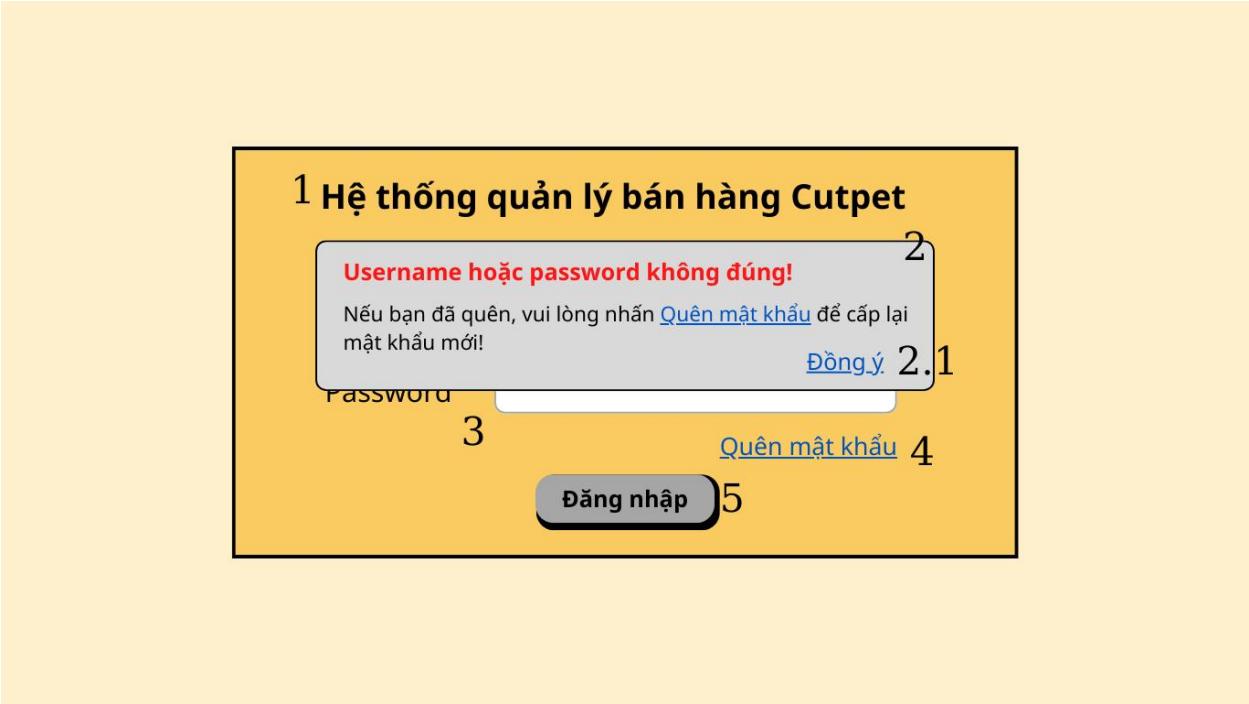 1 Hệ thống quản lý bán hàng Cutpet
2
Username hoặc password không đúng!
Nếu bạn đã quên, vui lòng nhấn Quên mật khẩu để cấp lại
mật khẩu mới!
Đồng ý 2.1
Password
3
Quên mật khẩu 4
Đăng nhập 5